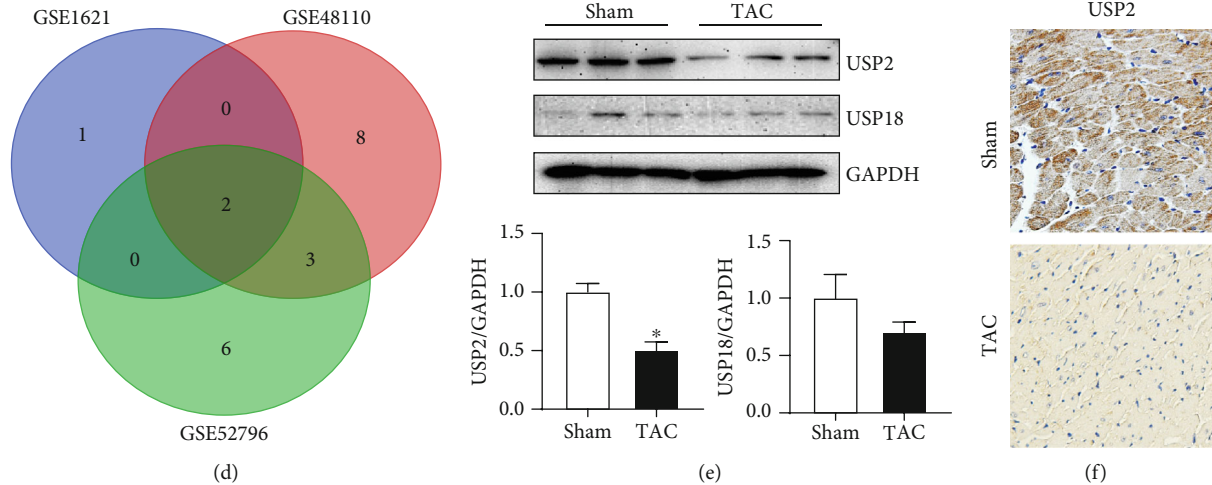 GSE1621
GSE48110
0
1
8
2
0
3
6
GSE52796
(d)
Sham
TAC
USP2
USP18
GAPDH
USP2/GAPDH
1.5
1.0
0.5
0.0
*
Sham
TAC
USP18/GAPDH
1.5
1.0
0.5
0.0
Sham
TAC
(e)
USP2
Sham
TAC
(f)